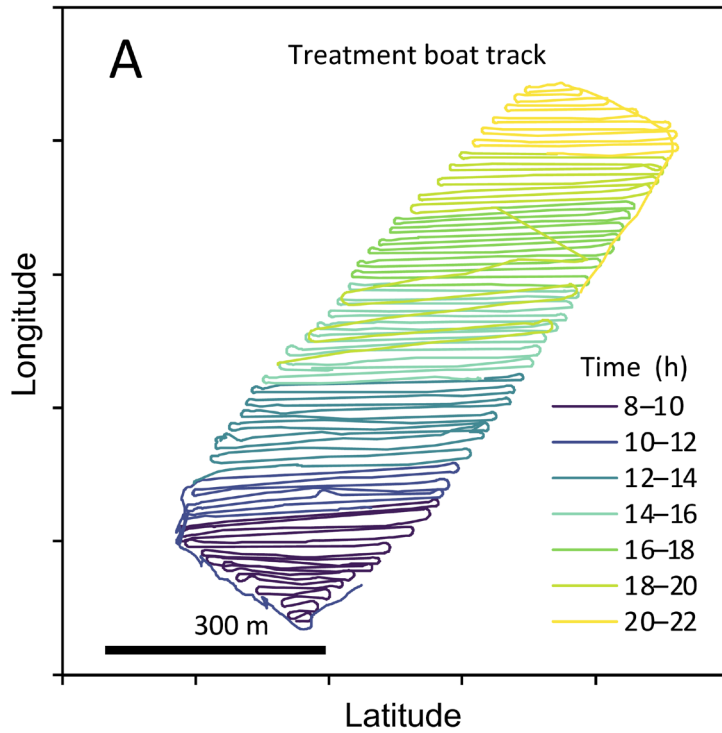 A
Treatment boat track
Longitude
Time (h)
8–10
10–12
12–14
14–16
16–18
18–20
20–22
300 m
Latitude